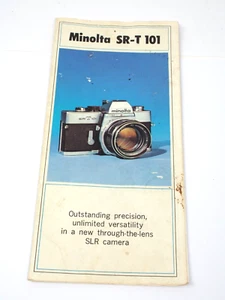 Minolta SR-T 101
Outstanding precision,
unlimited versatility
in a new through-the-lens
SLR camera